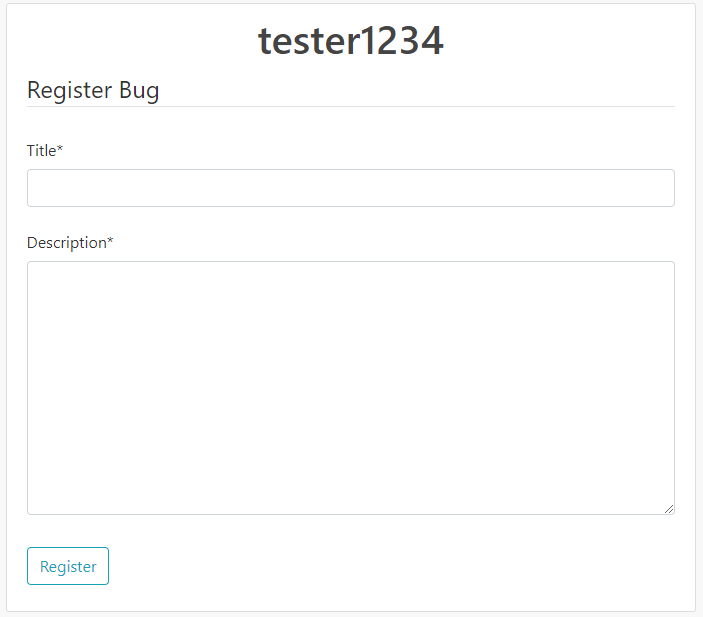 tester1234
Register Bug
Title*
Description*
Register